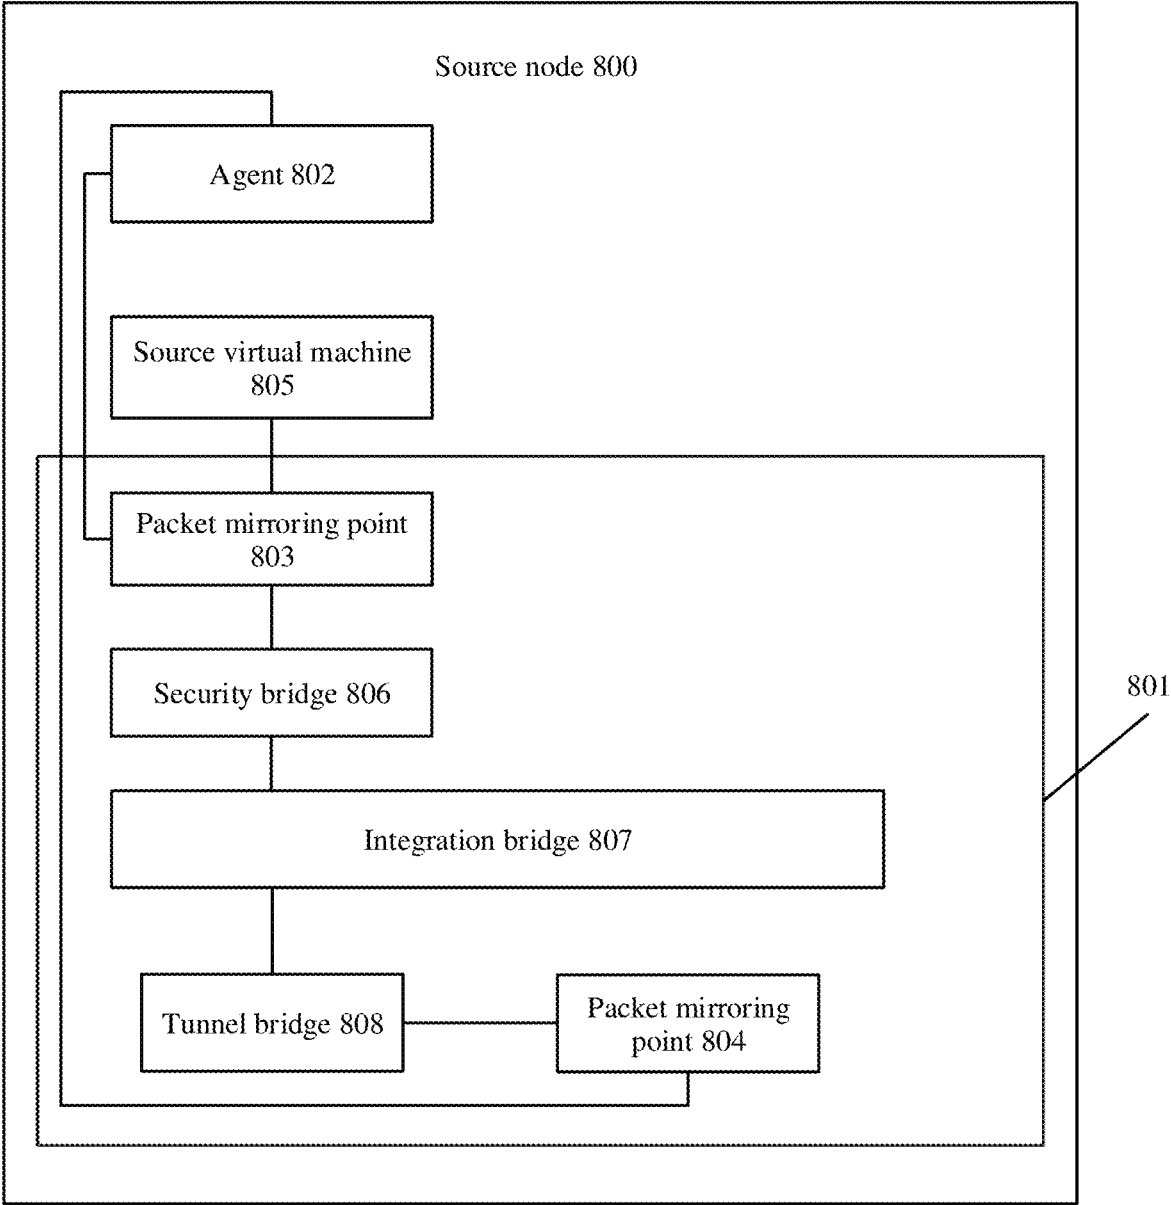 Source node 800
Agent 802
Source virtual machine
805
Packet mirroring point
803
Security bridge 806
801
Integration bridge 807
Tunnel bridge 808
Packet mirroring
point 804